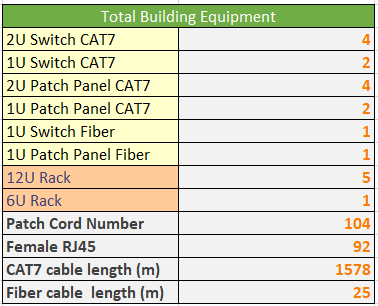 Total Building Equipment
2U Switch CAT7 4
1U Switch CAT7 2
2U Patch Panel CAT7 4
1U Patch Panel CAT7 2
1U Switch Fiber 1
1U Patch Panel Fiber 1
12U Rack 5
6U Rack 1
Patch Cord Number 104
Female RJ45 92
CAT7 cable length (m) 1578
Fiber cable length (m) 25